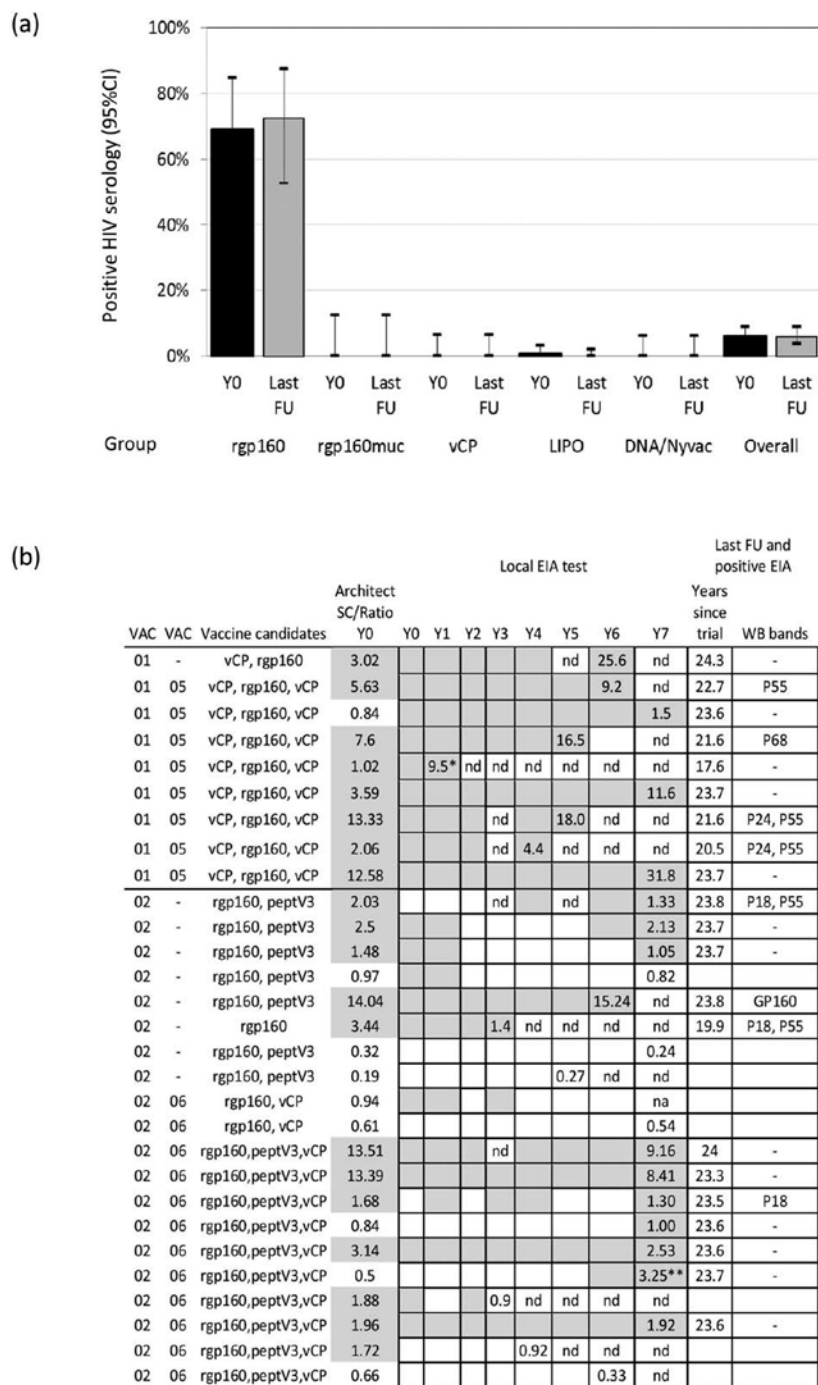 (a)
100%
80%
60%
40%
20%
0%
Positive HIV serology (95%CI)
Y0 Last FU Y0 Last FU Y0 Last FU Y0 Last FU Y0 Last FU Y0 Last FU
Group rgp160 rgp160muc vCP LIPO DNA/Nyvac Overall
(b)
Local EIA test
Last FU and positive EIA
VAC VAC Vaccine candidates Architect SC/Ratio Y0 Y0 Y1 Y2 Y3 Y4 Y5 Y6 Y7 Years since trial WB bands
01 - vCP, rgp160 3.02 nd 25.6 nd 24.3 -
01 05 vCP, rgp160, vCP 5.63 9.2 nd 22.7 P55
01 05 vCP, rgp160, vCP 0.84 1.5 23.6 -
01 05 vCP, rgp160, vCP 7.6 16.5 nd 21.6 P68
01 05 vCP, rgp160, vCP 1.02 9.5* nd nd nd nd nd nd 17.6 -
01 05 vCP, rgp160, vCP 3.59 11.6 23.7 -
01 05 vCP, rgp160, vCP 13.33 nd 18.0 nd nd 21.6 P24, P55
01 05 vCP, rgp160, vCP 2.06 nd 4.4 nd nd nd 20.5 P24, P55
01 05 vCP, rgp160, vCP 12.58 31.8 23.7 -
02 - rgp160, peptV3 2.03 nd nd 1.33 23.8 P18, P55
02 - rgp160, peptV3 2.5 2.13 23.7 -
02 - rgp160, peptV3 1.48 1.05 23.7 -
02 - rgp160, peptV3 0.97 0.82
02 - rgp160, peptV3 14.04 15.24 nd 23.8 GP160
02 - rgp160 3.44 1.4 nd nd nd nd 19.9 P18, P55
02 - rgp160, peptV3 0.32 0.24
02 - rgp160, peptV3 0.19 0.27 nd nd
02 06 rgp160, vCP 0.94 na
02 06 rgp160, vCP 0.61 0.54
02 06 rgp160,peptV3,vCP 13.51 nd 9.16 24 -
02 06 rgp160,peptV3,vCP 13.39 8.41 23.3 -
02 06 rgp160,peptV3,vCP 1.68 1.30 23.5 P18
02 06 rgp160,peptV3,vCP 0.84 1.00 23.6 -
02 06 rgp160,peptV3,vCP 3.14 2.53 23.6 -
02 06 rgp160,peptV3,vCP 0.5 3.25** 23.7 -
02 06 rgp160,peptV3,vCP 1.88 0.9 nd nd nd nd
02 06 rgp160,peptV3,vCP 1.96 1.92 23.6 -
02 06 rgp160,peptV3,vCP 1.72 0.92 nd nd nd
02 06 rgp160,peptV3,vCP 0.66 0.33 nd